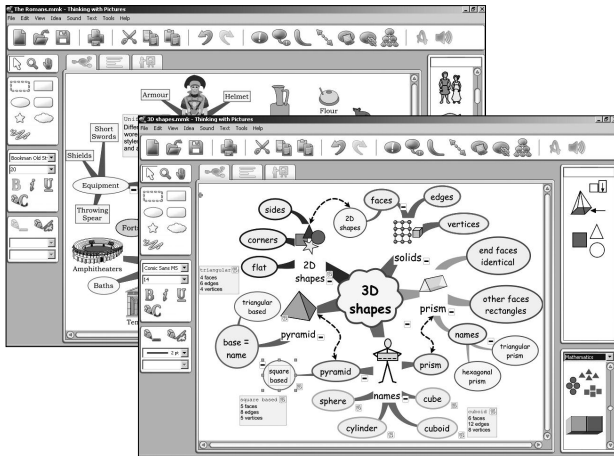 The Romans.mmk - Thinking with Pictures
File Edit View Idea Sound Text Tools Help
Armour
Helmet
Flour
Short
Swords
Shields
Equipment
Throwing
Spear
Amphitheaters
Baths
Bookman Old St
20
B i U
3D shapes.mmk - Thinking with Pictures
File Edit View Idea Sound Text Tools Help
Comic Sans MS
14
B i U
2 pt
sides
corners
flat
2D
shapes
2D
shapes
faces
edges
vertices
solids
3D
shapes
end faces
identical
other faces
rectangles
prism
names
triangular
prism
hexagonal
prism
triangular
4 faces
6 edges
4 vertices
triangular
based
base =
name
pyramid
square
based
pyramid
prism
square based
5 faces
8 edges
5 vertices
names
sphere
cube
cylinder
cuboid
cuboid
6 faces
12 edges
8 vertices
Mathematics